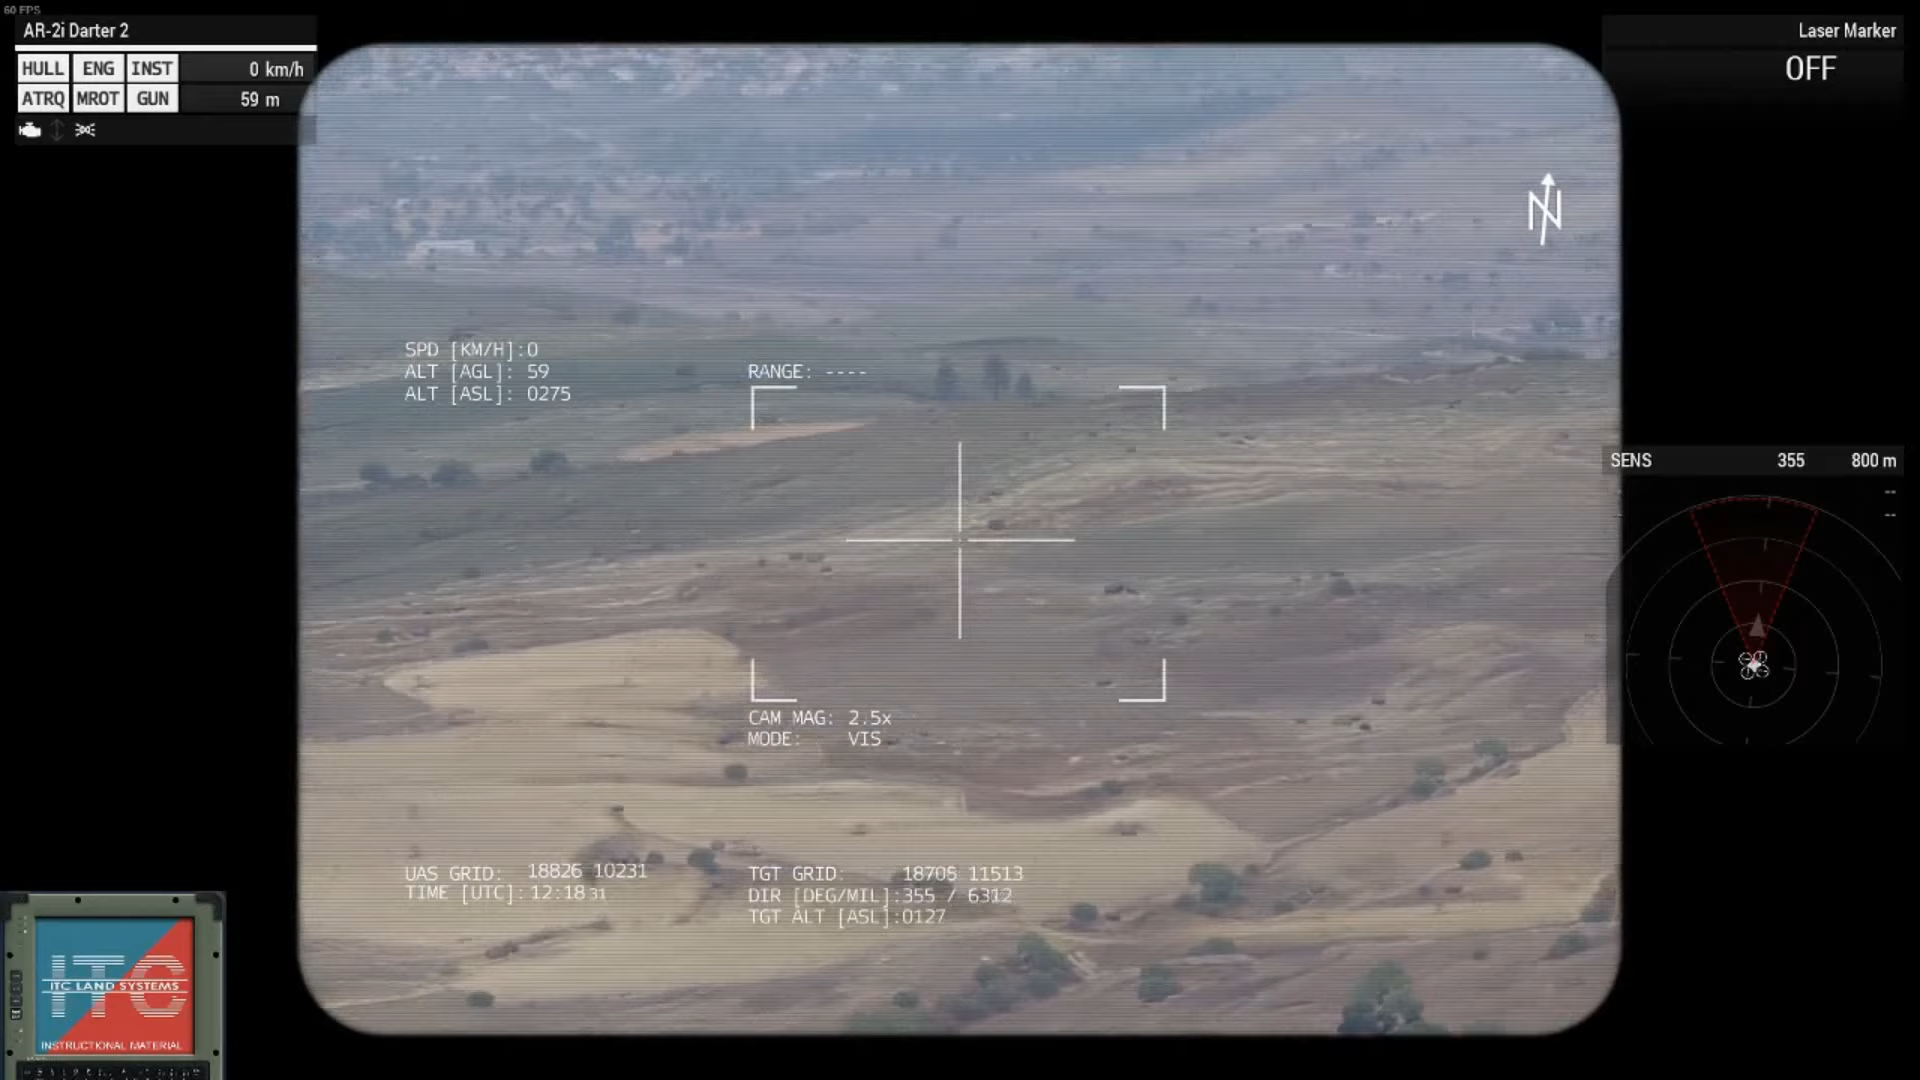 60 FPS
AR-2i Darter 2
HULL ENG INST 0 km/h
ATRQ MROT GUN 59 m
Laser Marker
OFF
N
SPD [KM/H]:0
ALT [AGL]: 59
ALT [ASL]: 0275
RANGE: ----
SENS 355 800 m
--
--
CAM MAG: 2.5x
MODE: VIS
UAS GRID: 18826 10231
TIME [UTC]: 12:18 31
TGT GRID: 18705 11513
DIR [DEG/MIL]:355 / 6312
TGT ALT [ASL]:0127
ITC
ITC LAND SYSTEMS
INSTRUCTIONAL MATERIAL